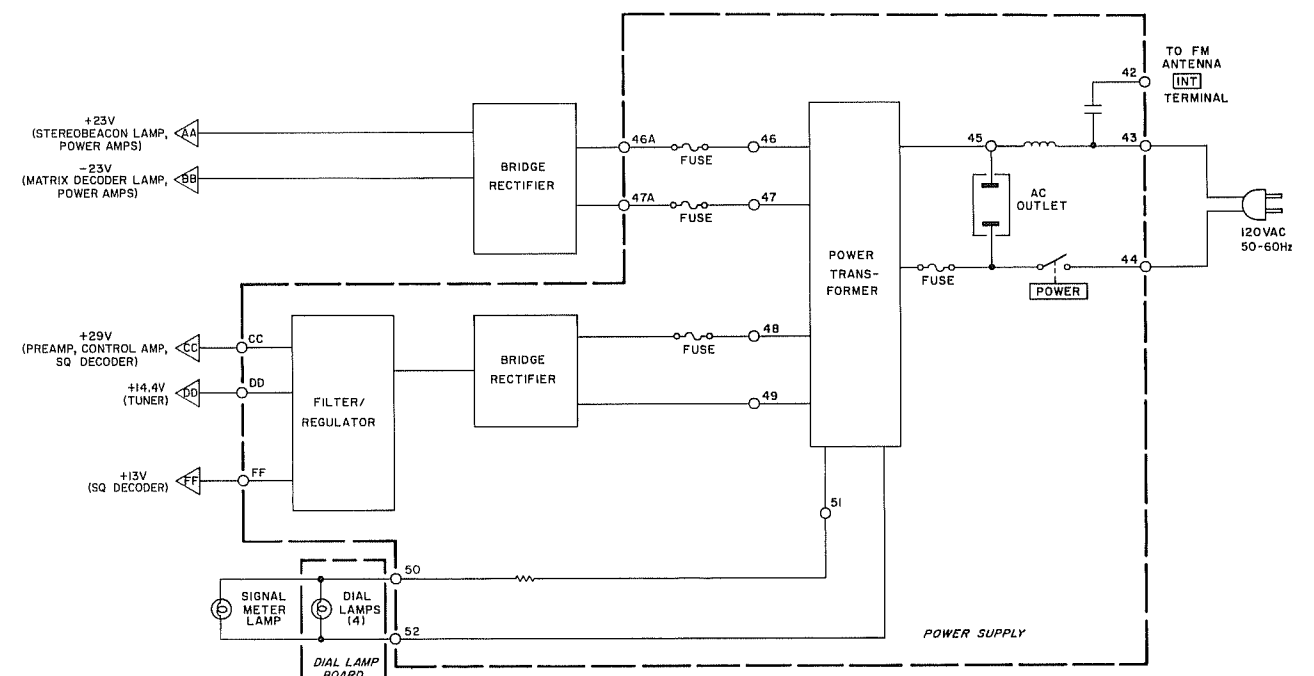 TO FM
ANTENNA
INT
TERMINAL
42
+23V
(STEREOBEACON LAMP,
POWER AMPS)
AA
-23V
(MATRIX DECODER LAMP,
POWER AMPS)
BB
BRIDGE
RECTIFIER
46A
FUSE
46
47A
FUSE
47
45
43
AC
OUTLET
120VAC
50-60Hz
POWER
TRANS-
FORMER
FUSE
POWER
44
+29V
(PREAMP, CONTROL AMP,
SQ DECODER)
CC
CC
+14.4V
(TUNER)
DD
DD
+13V
(SQ DECODER)
FF
FF
FILTER/
REGULATOR
BRIDGE
RECTIFIER
FUSE
48
49
51
50
52
SIGNAL
METER
LAMP
DIAL
LAMPS
(4)
DIAL LAMP
BOARD
POWER SUPPLY